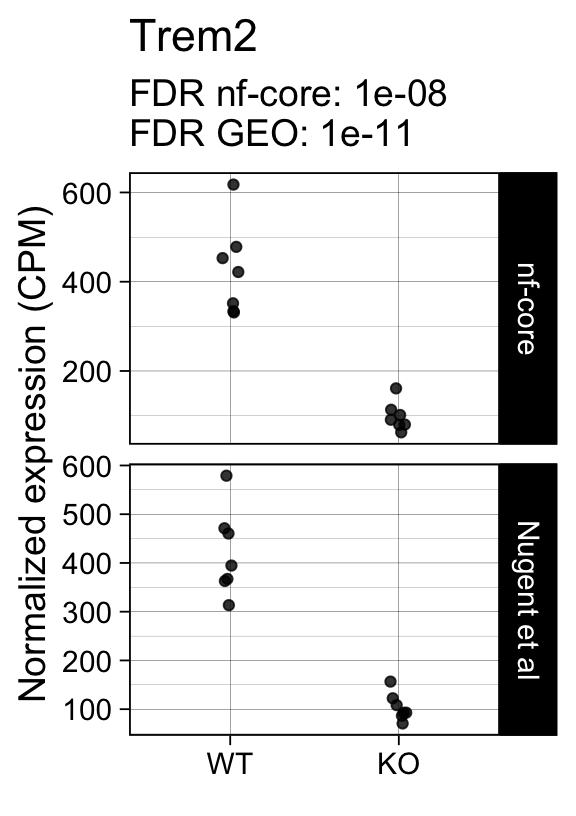 Trem2
FDR nf-core: 1e-08
FDR GEO: 1e-11
Normalized expression (CPM)
600
400
200
nf-core
600
500
400
300
200
100
Nugent et al
WT
KO